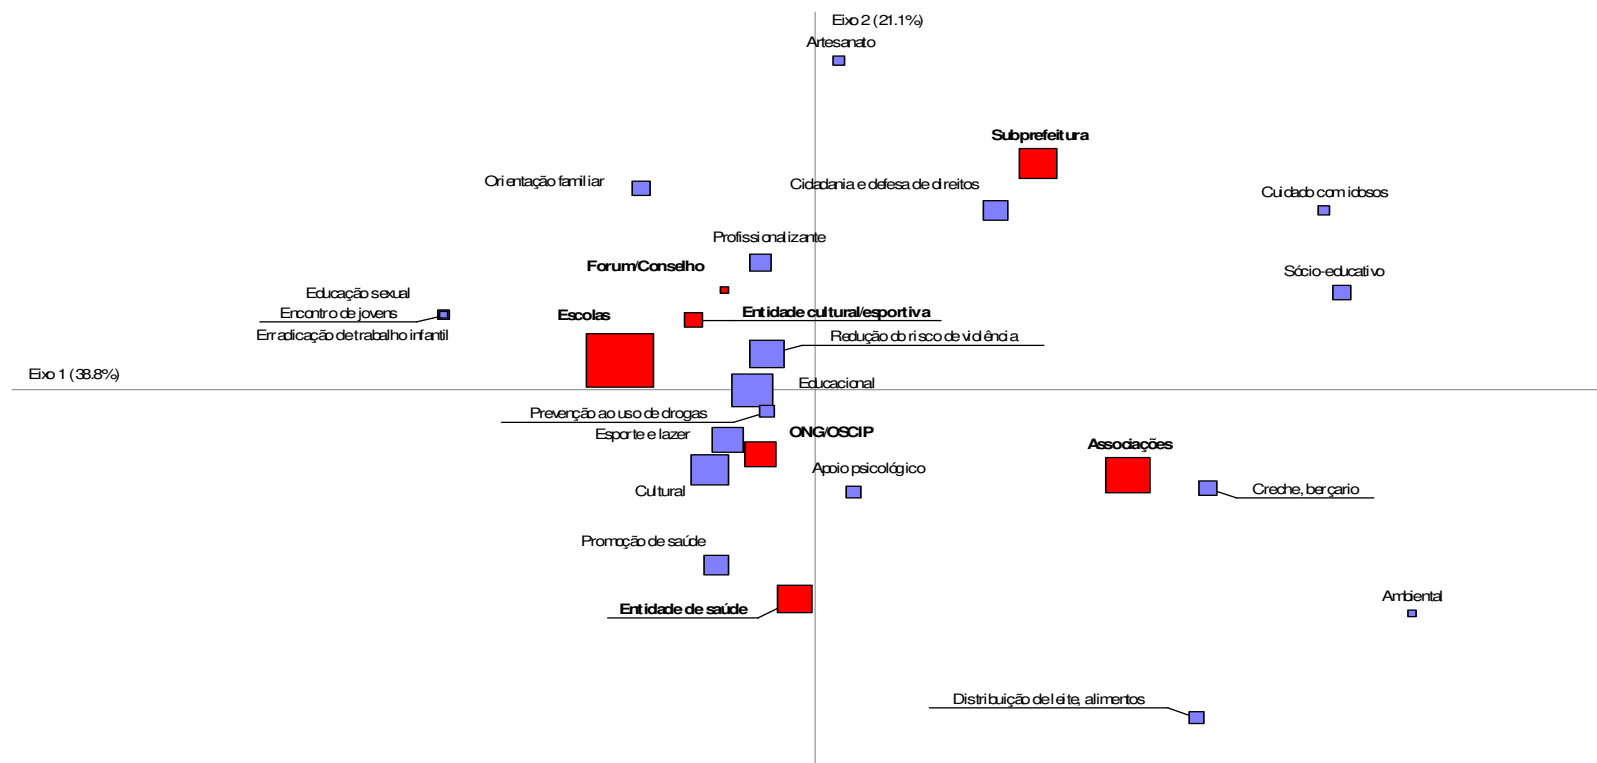 Eixo 2 (21.1%)
Artesanato
Subprefeitura
Orientação familiar
Cidadania e defesa de direitos
Cuidado com idosos
Profissionalizante
Forum/Conselho
Sócio-educativo
Educação sexual
Encontro de jovens
Erradicação de trabalho infantil
Escolas
Entidade cultural/esportiva
Redução do risco de violência
Eixo 1 (38.8%)
Educacional
Prevenção ao uso de drogas
Esporte e lazer
ONG/OSCIP
Associações
Apoio psicológico
Cultural
Creche, berçario
Promoção de saúde
Entidade de saúde
Ambiental
Distribuição de leite, alimentos